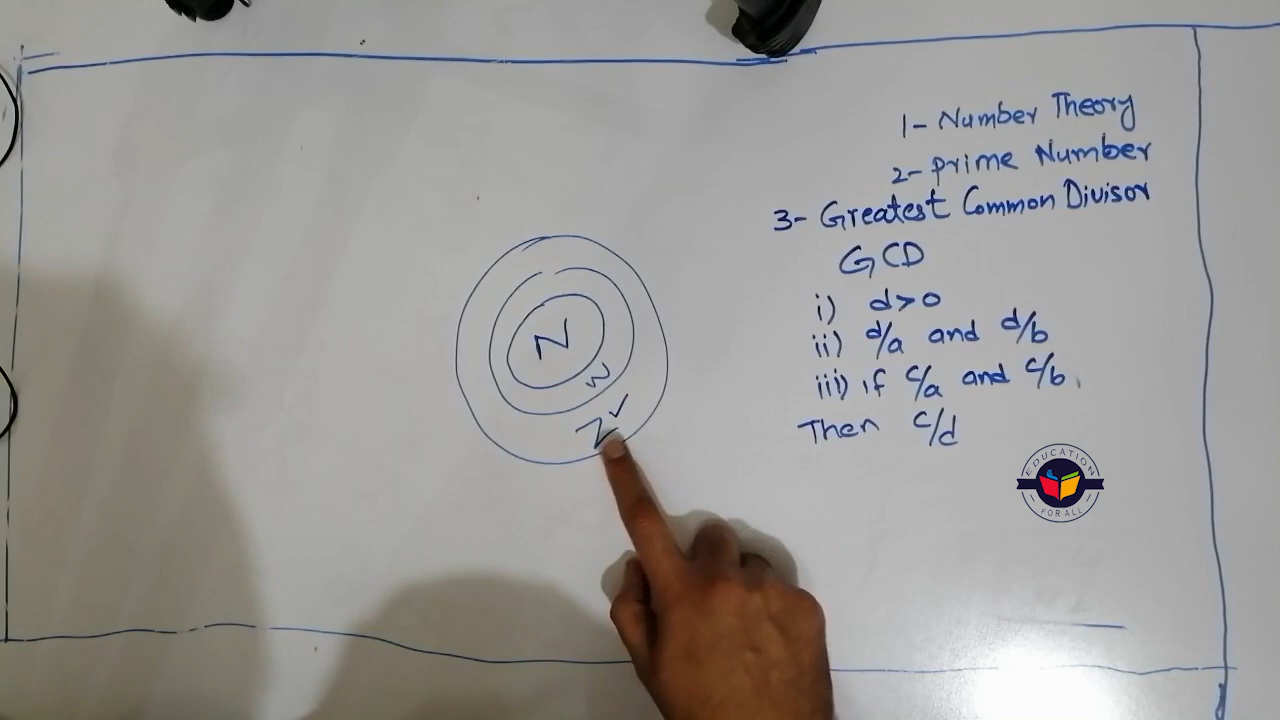 1- Number Theory
2- Prime Number
3- Greatest Common Divisor
GCD
i) d>0
ii) d/a and d/b
iii) if c/a and c/b,
Then c/d
N
W
Z ✓
EDUCATION
FOR ALL